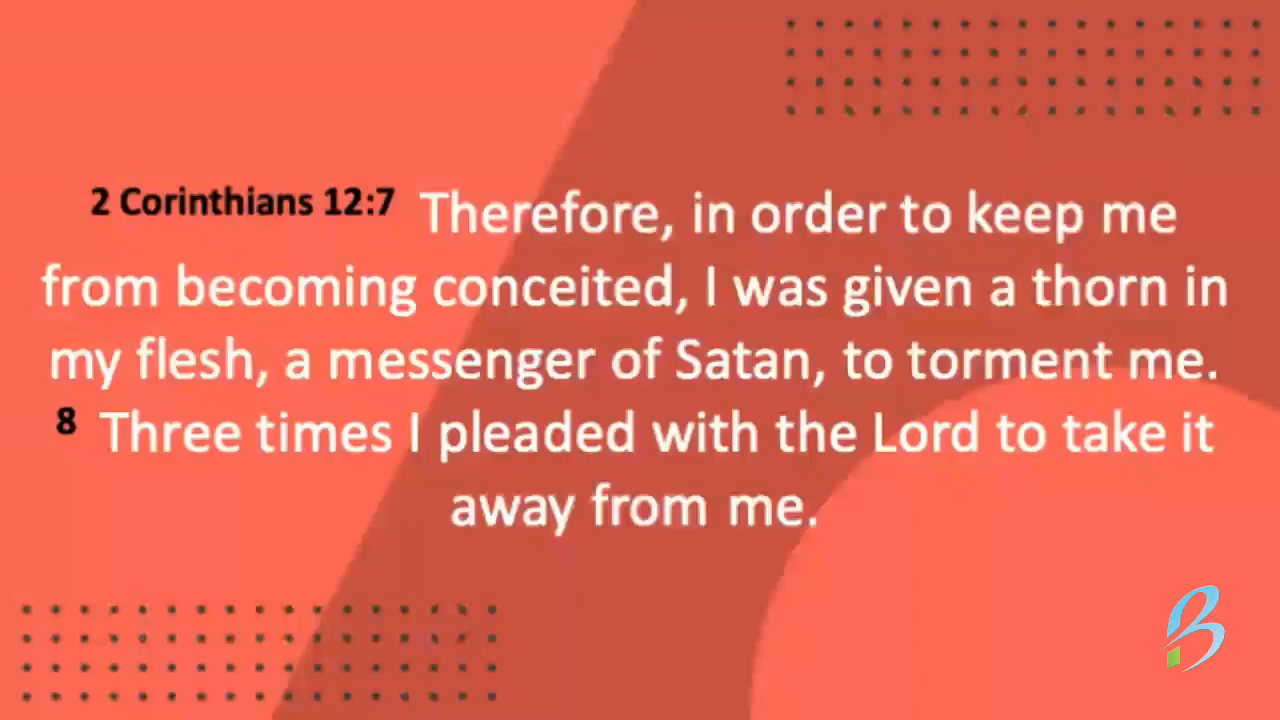 2 Corinthians 12:7 Therefore, in order to keep me
from becoming conceited, I was given a thorn in
my flesh, a messenger of Satan, to torment me.
8 Three times I pleaded with the Lord to take it
away from me.
B